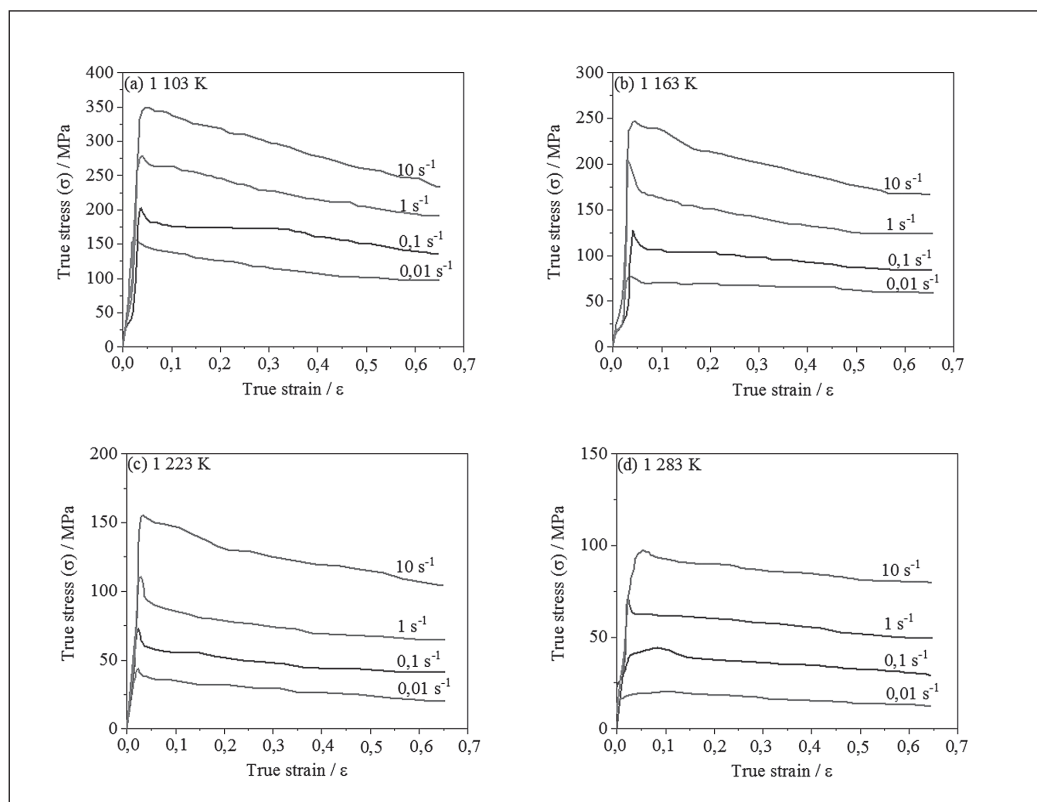 (a) 1 103 K
400
350
300
250
200
150
100
50
0
True stress (σ) / MPa
10 s⁻¹
1 s⁻¹
0,1 s⁻¹
0,01 s⁻¹
0,0 0,1 0,2 0,3 0,4 0,5 0,6 0,7
True strain / ε
(b) 1 163 K
300
250
200
150
100
50
0
True stress (σ) / MPa
10 s⁻¹
1 s⁻¹
0,1 s⁻¹
0,01 s⁻¹
0,0 0,1 0,2 0,3 0,4 0,5 0,6 0,7
True strain / ε
(c) 1 223 K
200
150
100
50
0
True stress (σ) / MPa
10 s⁻¹
1 s⁻¹
0,1 s⁻¹
0,01 s⁻¹
0,0 0,1 0,2 0,3 0,4 0,5 0,6 0,7
True strain / ε
(d) 1 283 K
150
100
50
0
True stress (σ) / MPa
10 s⁻¹
1 s⁻¹
0,1 s⁻¹
0,01 s⁻¹
0,0 0,1 0,2 0,3 0,4 0,5 0,6 0,7
True strain / ε